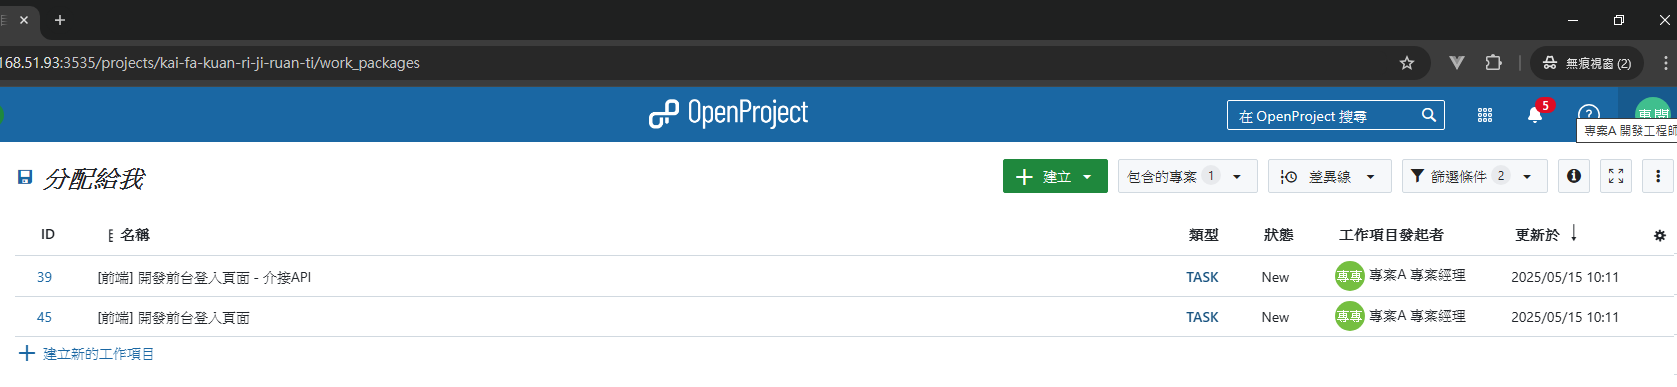 168.51.93:3535/projects/kai-fa-kuan-ri-ji-ruan-ti/work_packages
無痕視窗 (2)
OpenProject
在 OpenProject 搜尋
5
專開
專案A 開發工程師
分配給我
建立
包含的專案 1
差異線
篩選條件 2
ID 名稱 類型 狀態 工作項目發起者 更新於
39 [前端] 開發前台登入頁面 - 介接API TASK New 專專 專案A 專案經理 2025/05/15 10:11
45 [前端] 開發前台登入頁面 TASK New 專專 專案A 專案經理 2025/05/15 10:11
建立新的工作項目